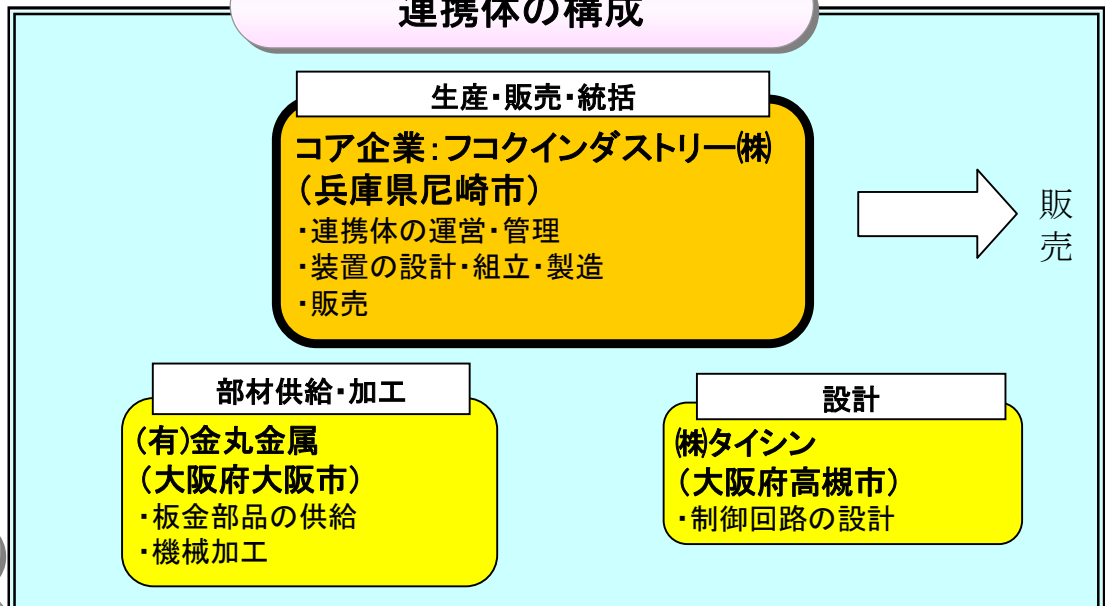 連携体の構成
生産・販売・統括
コア企業：フコクインダストリー㈱
（兵庫県尼崎市）
・連携体の運営・管理
・装置の設計・組立・製造
・販売
販売
部材供給・加工
(有)金丸金属
（大阪府大阪市）
・板金部品の供給
・機械加工
設計
㈱タイシン
（大阪府高槻市）
・制御回路の設計